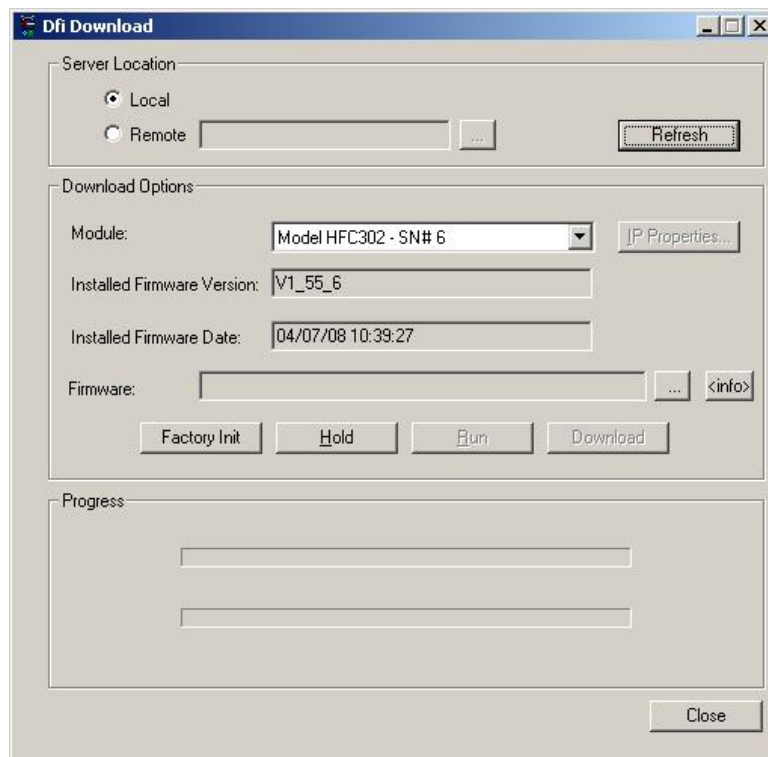 Dfi Download
Server Location
Local
Remote ... Refresh
Download Options
Module: Model HFC302 - SN# 6 IP Properties...
Installed Firmware Version: V1_55_6
Installed Firmware Date: 04/07/08 10:39:27
Firmware: ... <info>
Factory Init Hold Run Download
Progress
Close